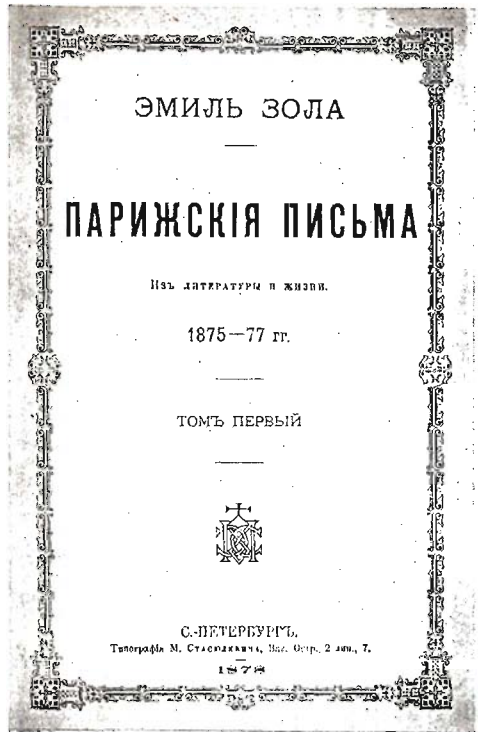 ЭМИЛЬ ЗОЛА
ПАРИЖСКІЯ ПИСЬМА
Изъ литературы и жизни.
1875—77 гг.
ТОМЪ ПЕРВЫЙ
С.-ПЕТЕРБУРГЪ.
Типографія М. Стасюлевича, Вас. Остр., 2 лин., 7.
1878